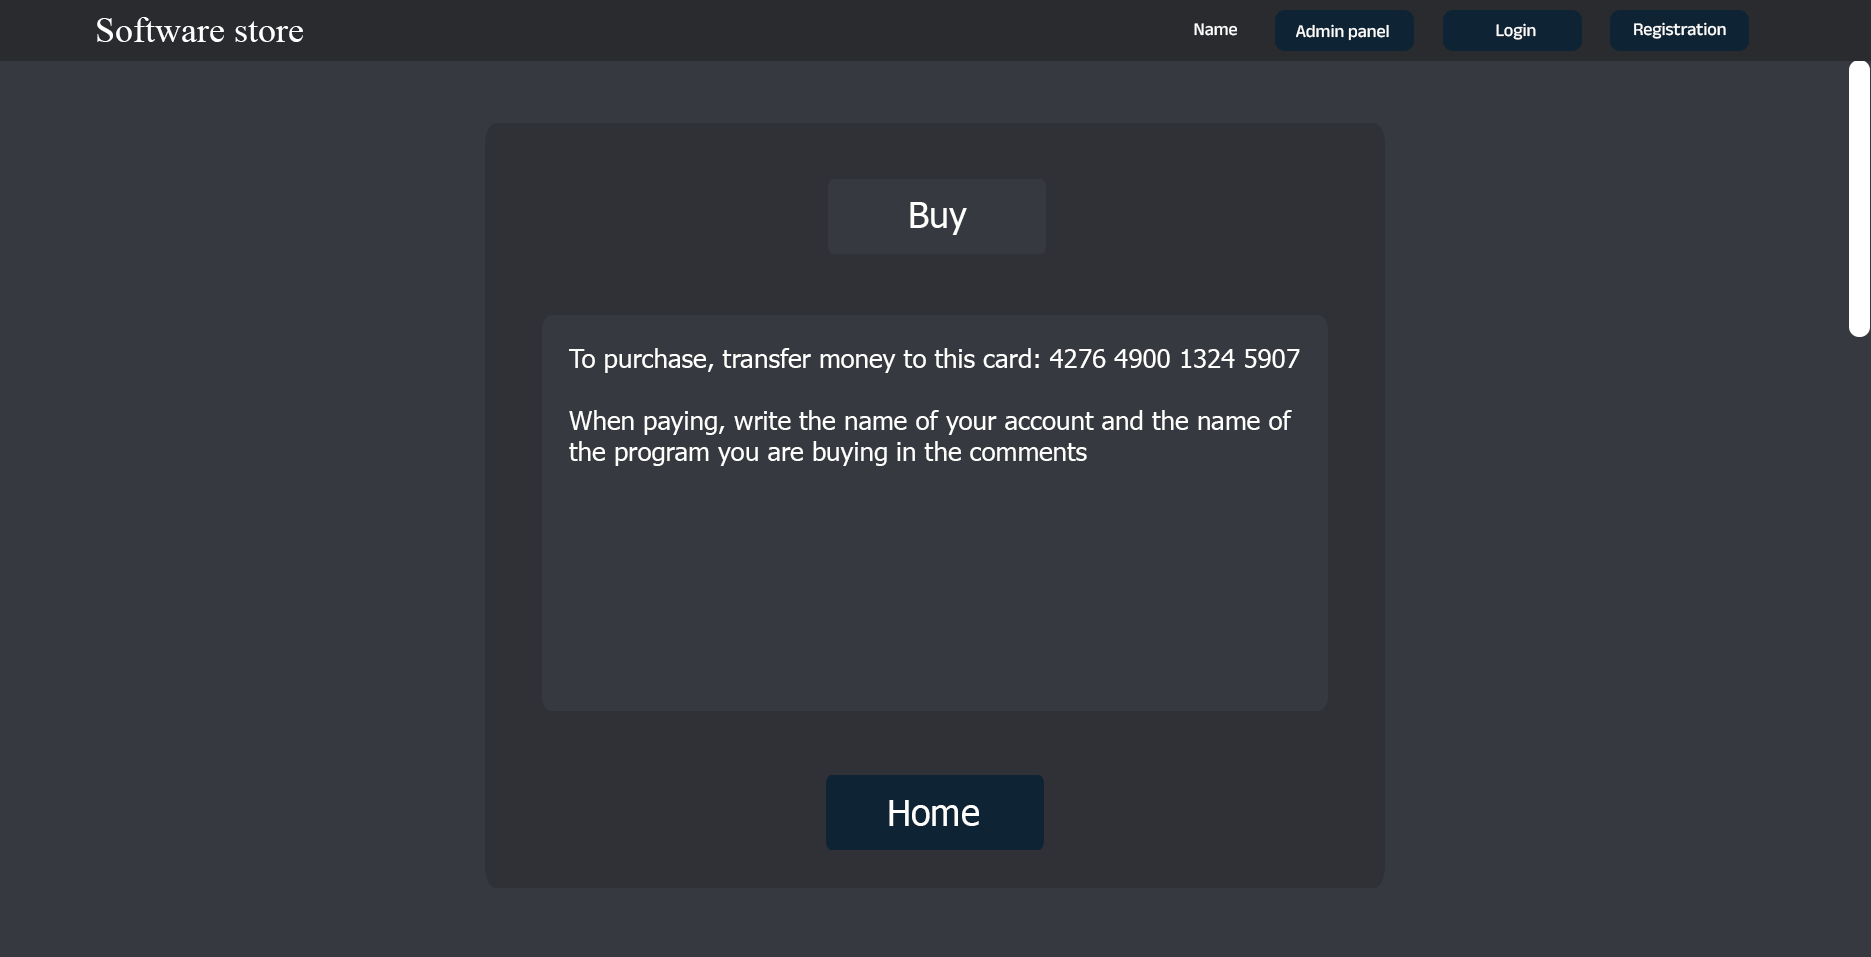 Software store
Name
Admin panel
Login
Registration
Buy
To purchase, transfer money to this card: 4276 4900 1324 5907
When paying, write the name of your account and the name of
the program you are buying in the comments
Home